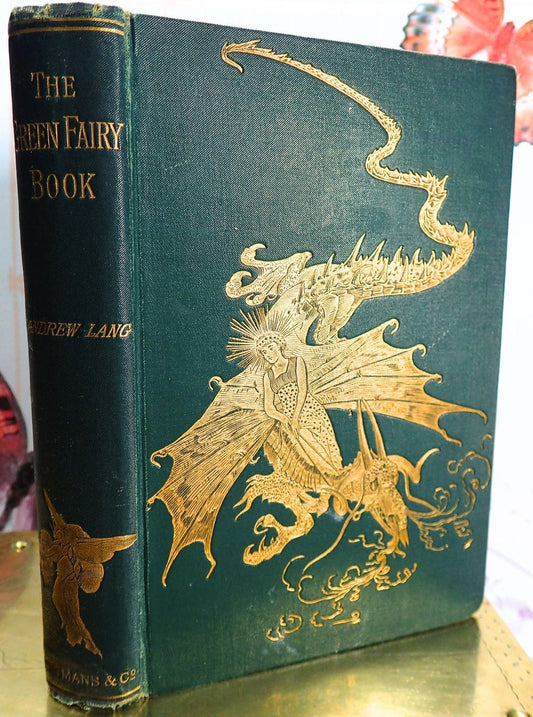 THE
GREEN FAIRY
BOOK
ANDREW LANG
MANS & Co